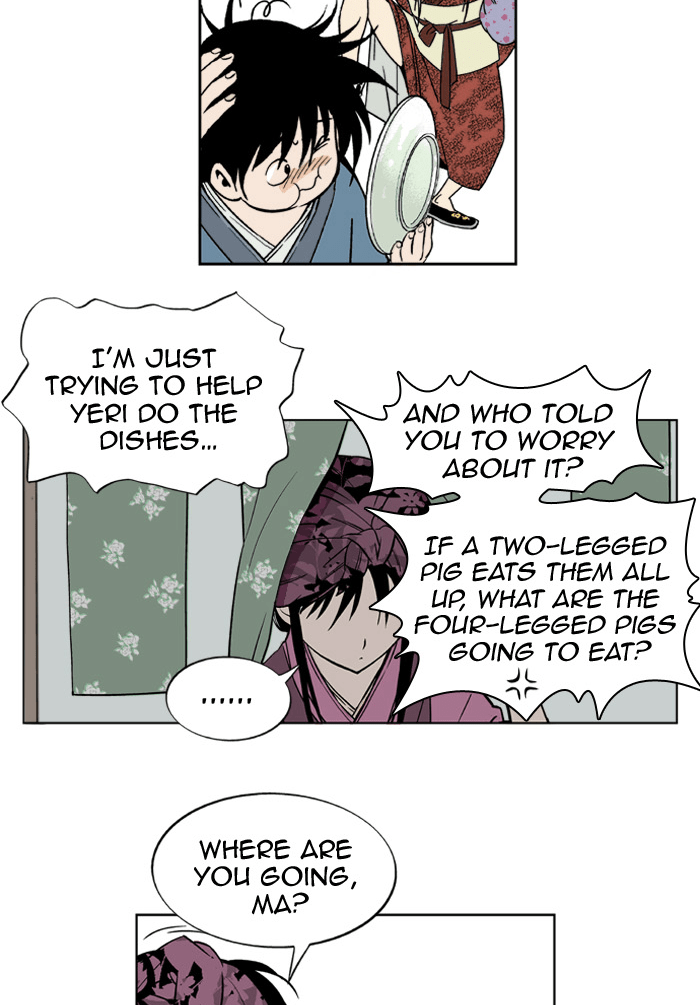 I'M JUST
TRYING TO HELP
YERI DO THE
DISHES...
AND WHO TOLD
YOU TO WORRY
ABOUT IT?
IF A TWO-LEGGED
PIG EATS THEM ALL
UP, WHAT ARE THE
FOUR-LEGGED PIGS
GOING TO EAT?
......
WHERE ARE
YOU GOING,
MA?